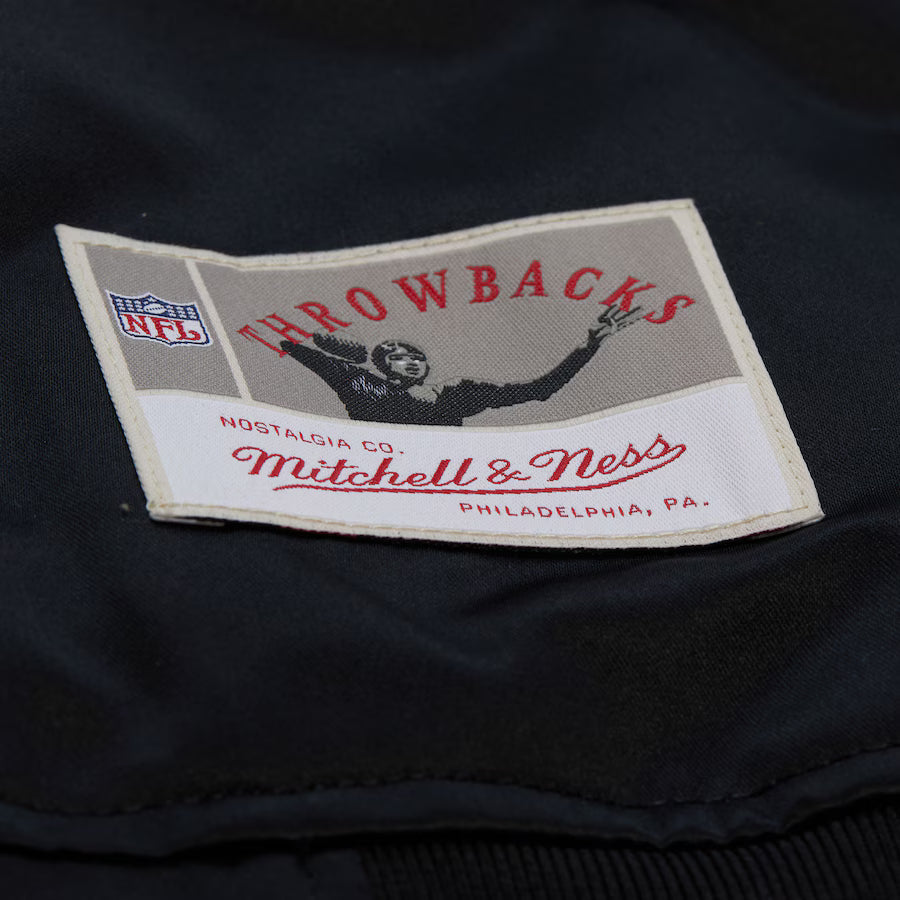 THROWBACKS
NFL
NOSTALGIA CO.
Mitchell & Ness
PHILADELPHIA, PA.